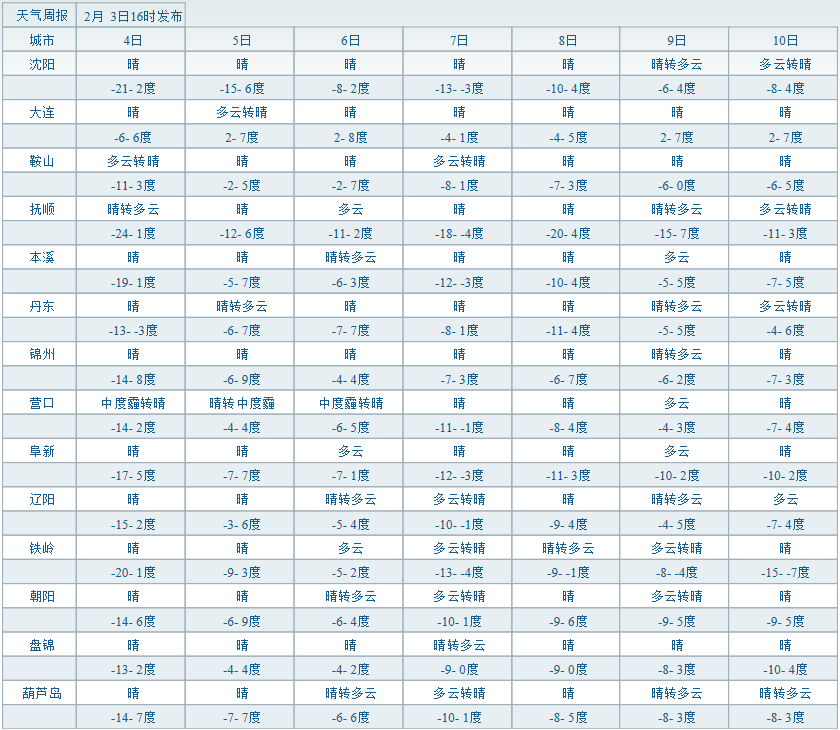 天气周报 2月 3日16时发布
城市 4日 5日 6日 7日 8日 9日 10日
沈阳 晴 晴 晴 晴 晴 晴转多云 多云转晴
-21- 2度 -15- 6度 -8- 2度 -13- -3度 -10- 4度 -6- 4度 -8- 4度
大连 晴 多云转晴 晴 晴 晴 晴 晴
-6- 6度 2- 7度 2- 8度 -4- 1度 -4- 5度 2- 7度 2- 7度
鞍山 多云转晴 晴 晴 多云转晴 晴 晴 晴
-11- 3度 -2- 5度 -2- 7度 -8- 1度 -7- 3度 -6- 0度 -6- 5度
抚顺 晴转多云 晴 多云 晴 晴 晴转多云 多云转晴
-24- 1度 -12- 6度 -11- 2度 -18- -4度 -20- 4度 -15- 7度 -11- 3度
本溪 晴 晴 晴转多云 晴 晴 多云 晴
-19- 1度 -5- 7度 -6- 3度 -12- -3度 -10- 4度 -5- 5度 -7- 5度
丹东 晴 晴转多云 晴 晴 晴 晴转多云 多云转晴
-13- -3度 -6- 7度 -7- 7度 -8- 1度 -11- 4度 -5- 5度 -4- 6度
锦州 晴 晴 晴 晴 晴 晴转多云 晴
-14- 8度 -6- 9度 -4- 4度 -7- 3度 -6- 7度 -6- 2度 -7- 3度
营口 中度霾转晴 晴转中度霾 中度霾转晴 晴 晴 多云 晴
-14- 2度 -4- 4度 -6- 5度 -11- -1度 -8- 4度 -4- 3度 -7- 4度
阜新 晴 晴 多云 晴 晴 多云 晴
-17- 5度 -7- 7度 -7- 1度 -12- -3度 -11- 3度 -10- 2度 -10- 2度
辽阳 晴 晴 晴转多云 多云转晴 晴 晴转多云 多云
-15- 2度 -3- 6度 -5- 4度 -10- -1度 -9- 4度 -4- 5度 -7- 4度
铁岭 晴 晴 多云 多云转晴 晴转多云 多云转晴 晴
-20- 1度 -9- 3度 -5- 2度 -13- -4度 -9- -1度 -8- -4度 -15- -7度
朝阳 晴 晴 晴转多云 多云转晴 晴 多云转晴 晴
-14- 6度 -6- 9度 -6- 4度 -10- 1度 -9- 6度 -9- 5度 -9- 5度
盘锦 晴 晴 晴 晴转多云 晴 晴 晴
-13- 2度 -4- 4度 -4- 2度 -9- 0度 -9- 0度 -8- 3度 -10- 4度
葫芦岛 晴 晴 晴转多云 多云转晴 晴 晴转多云 晴转多云
-14- 7度 -7- 7度 -6- 6度 -10- 1度 -8- 5度 -8- 3度 -8- 3度